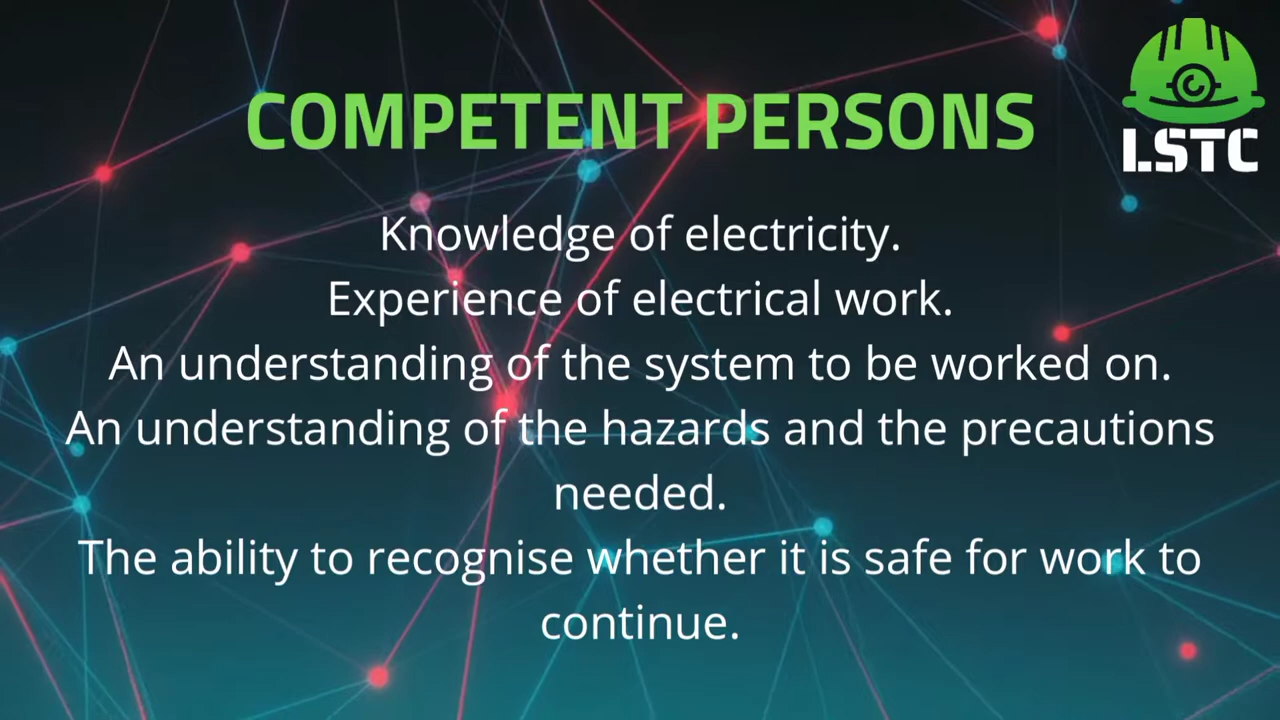 LSTC
COMPETENT PERSONS
Knowledge of electricity.
Experience of electrical work.
An understanding of the system to be worked on.
An understanding of the hazards and the precautions
needed.
The ability to recognise whether it is safe for work to
continue.